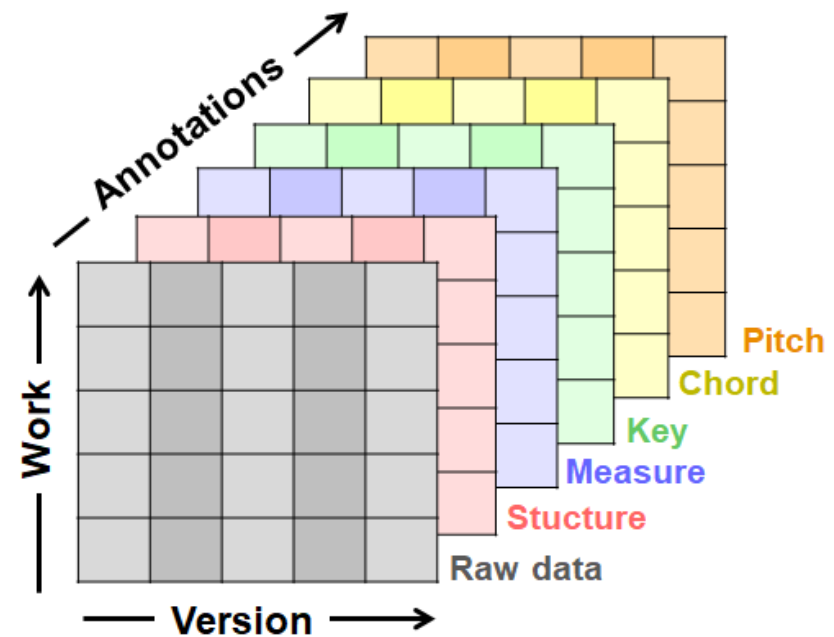 Annotations
Pitch
Chord
Key
Measure
Stucture
Raw data
Work
Version